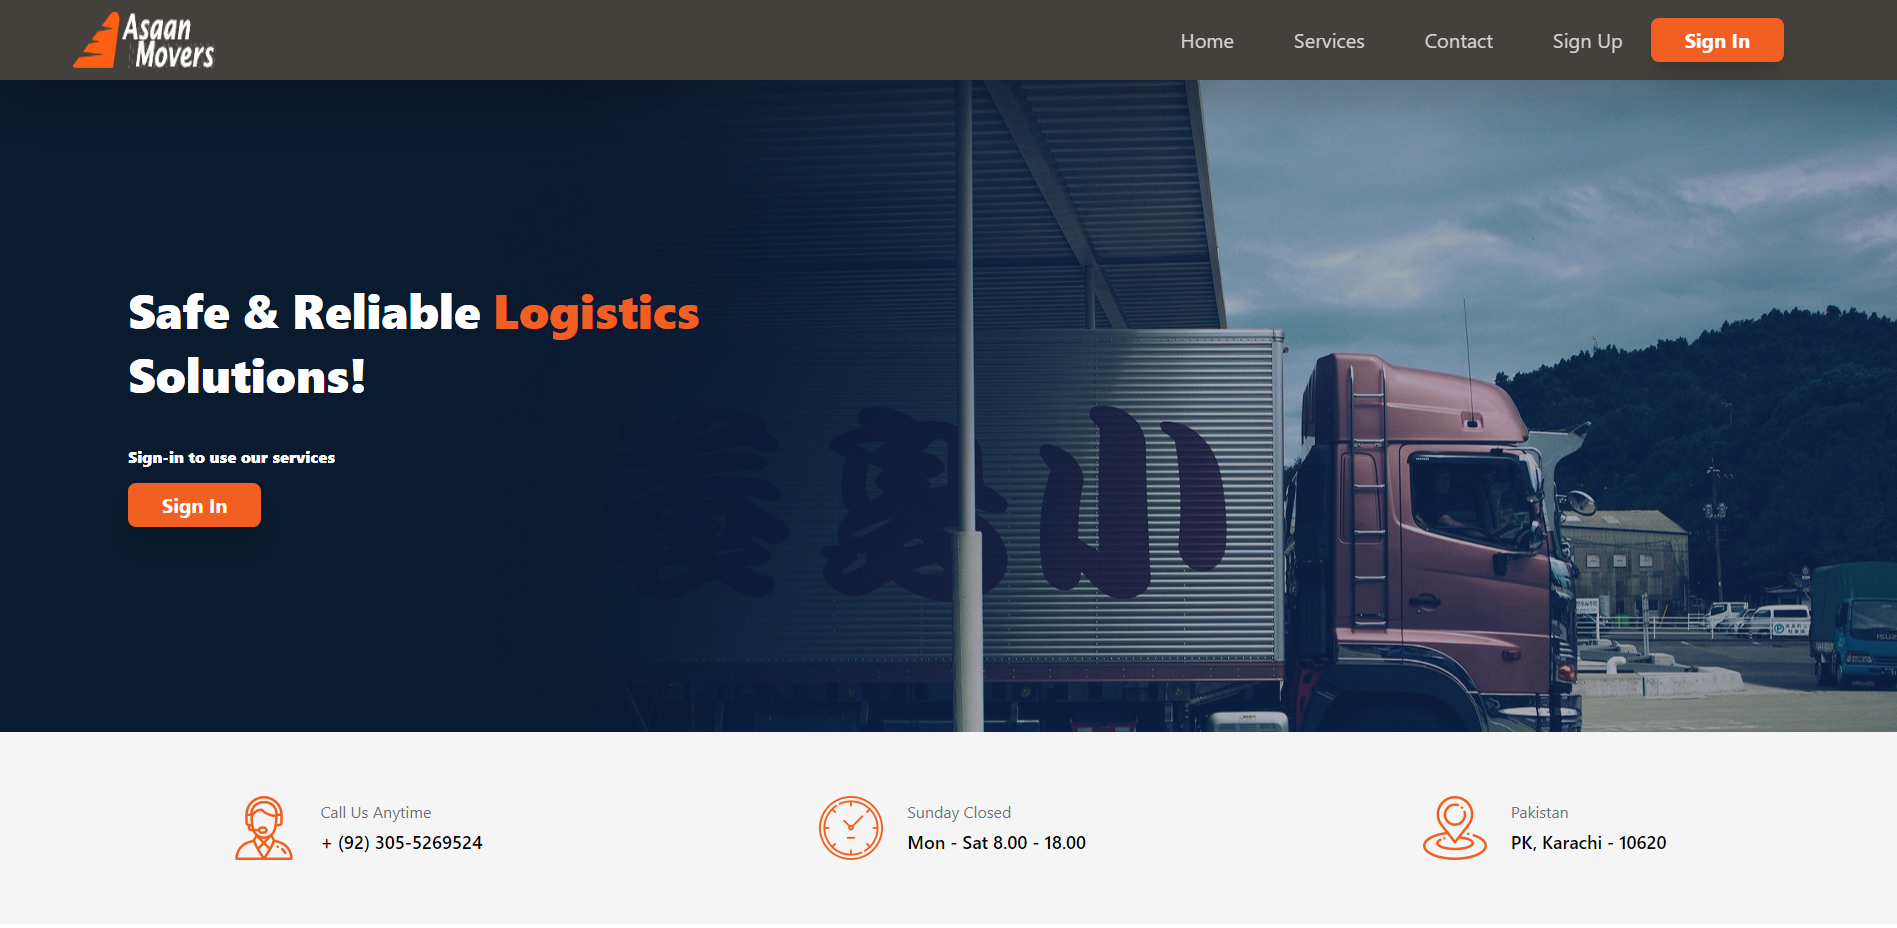 Asaan
Movers
Home
Services
Contact
Sign Up
Sign In
Safe & Reliable Logistics
Solutions!
Sign-in to use our services
Sign In
小
ISUZU
Call Us Anytime
+ (92) 305-5269524
Sunday Closed
Mon - Sat 8.00 - 18.00
Pakistan
PK, Karachi - 10620